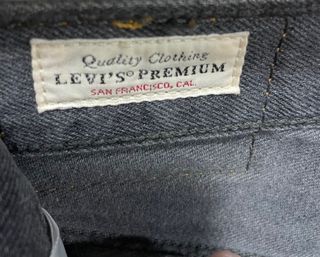 Quality Clothing
LEVI'S® PREMIUM
SAN FRANCISCO, CAL.